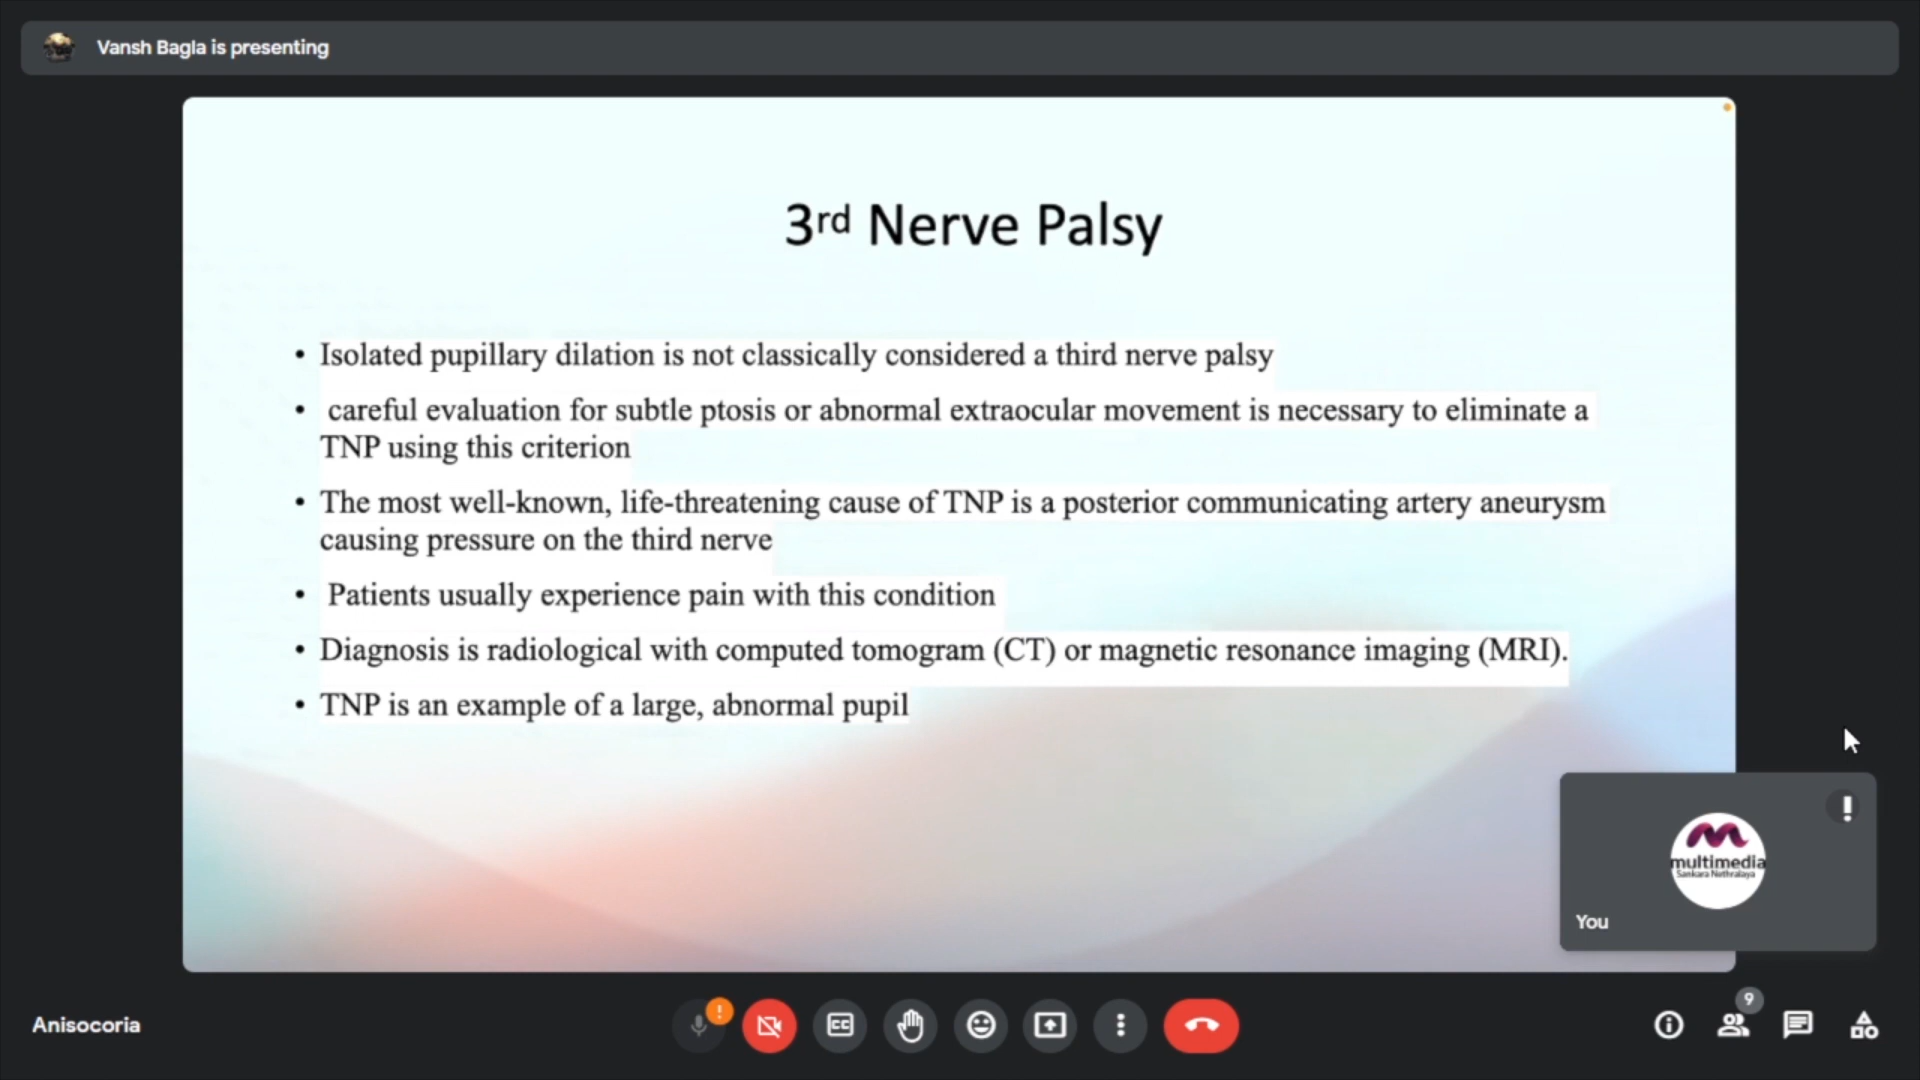 Vansh Bagla is presenting
3rd Nerve Palsy
• Isolated pupillary dilation is not classically considered a third nerve palsy
• careful evaluation for subtle ptosis or abnormal extraocular movement is necessary to eliminate a
TNP using this criterion
• The most well-known, life-threatening cause of TNP is a posterior communicating artery aneurysm
causing pressure on the third nerve
• Patients usually experience pain with this condition
• Diagnosis is radiological with computed tomogram (CT) or magnetic resonance imaging (MRI).
• TNP is an example of a large, abnormal pupil
multimedia
Sankara Nethralaya
You
Anisocoria
CC
9